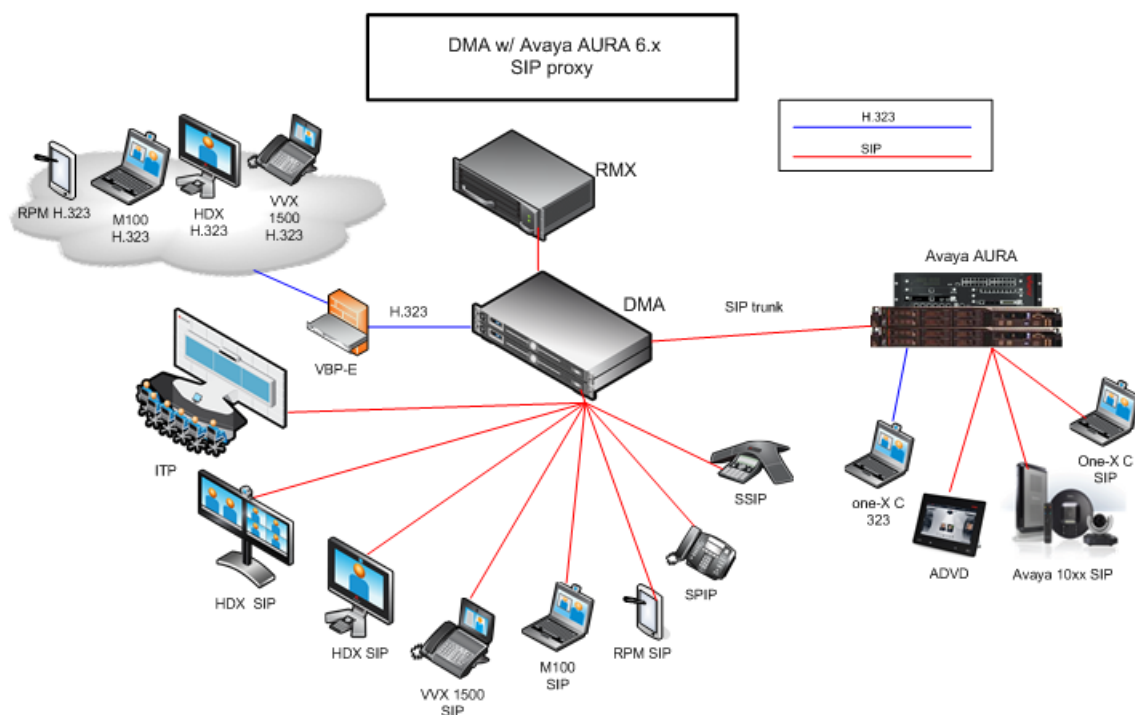 DMA w/ Avaya AURA 6.x
SIP proxy
H.323
SIP
RMX
RPM H.323
M100
H.323
HDX
H.323
VVX
1500
H.323
Avaya AURA
DMA
SIP trunk
H.323
VBP-E
ITP
SSIP
One-X C
SIP
one-X C
323
ADVD
Avaya 10xx SIP
HDX SIP
HDX SIP
VVX 1500
SIP
M100
SIP
RPM SIP
SPIP